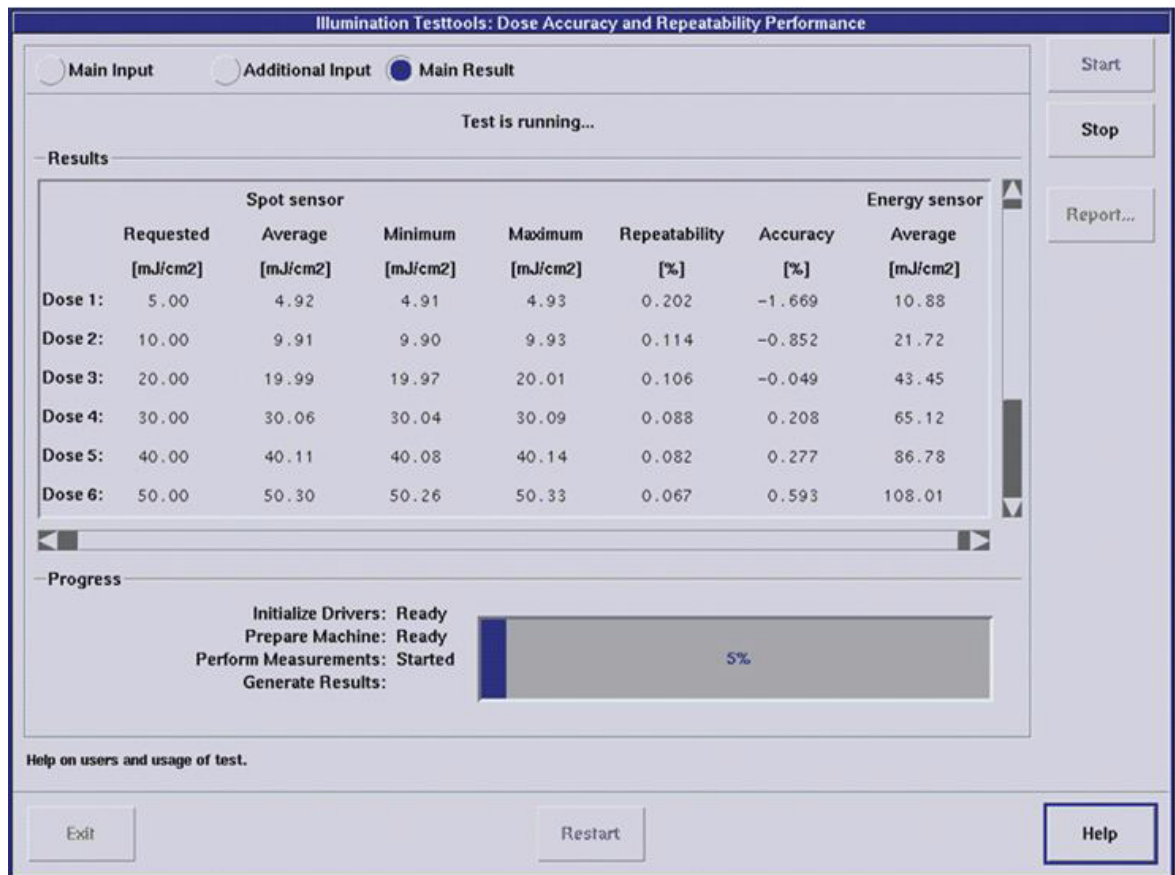 Illumination Testtools: Dose Accuracy and Repeatability Performance
Main Input Additional Input Main Result
Start
Test is running...
Stop
Results
Report...
Spot sensor Energy sensor
Requested Average Minimum Maximum Repeatability Accuracy Average
[mJ/cm2] [mJ/cm2] [mJ/cm2] [mJ/cm2] [%] [%] [mJ/cm2]
Dose 1: 5.00 4.92 4.91 4.93 0.202 -1.669 10.88
Dose 2: 10.00 9.91 9.90 9.93 0.114 -0.852 21.72
Dose 3: 20.00 19.99 19.97 20.01 0.106 -0.049 43.45
Dose 4: 30.00 30.06 30.04 30.09 0.088 0.208 65.12
Dose 5: 40.00 40.11 40.08 40.14 0.082 0.277 86.78
Dose 6: 50.00 50.30 50.26 50.33 0.067 0.593 108.01
Progress
Initialize Drivers: Ready
Prepare Machine: Ready
Perform Measurements: Started
5%
Generate Results:
Help on users and usage of test.
Exit Restart Help